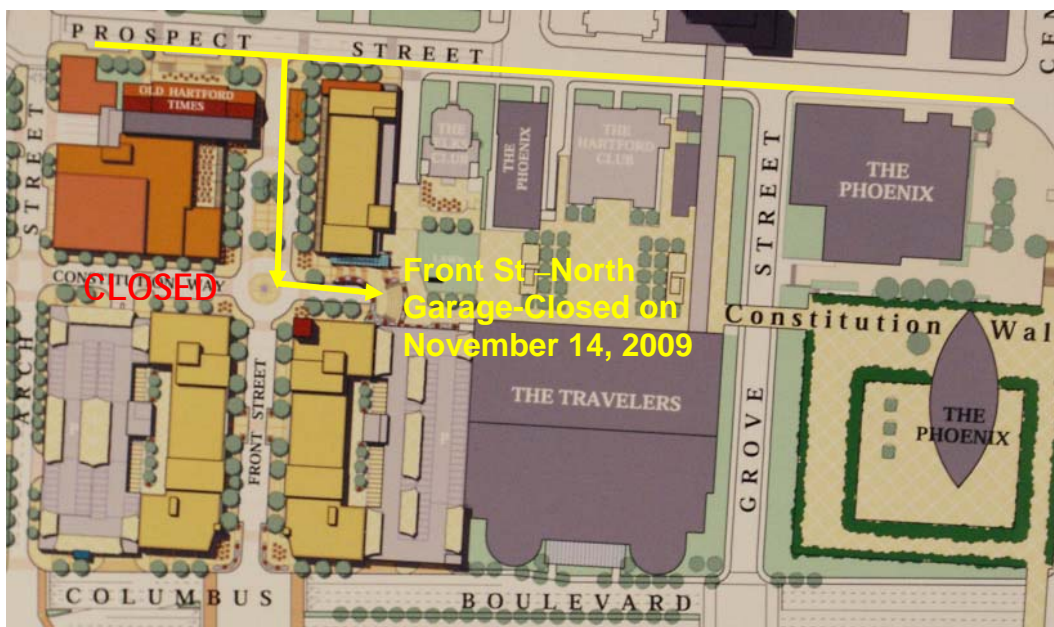 PROSPECT STREET
CEN
OLD HARTFORD
TIMES
STREET
THE
ELKS
CLUB
THE
PHOENIX
THE
HARTFORD
CLUB
STREET
THE
PHOENIX
CLOSED
Front St –North
Garage-Closed on
November 14, 2009
Constitution Wal
ARCH
FRONT STREET
P
P
THE TRAVELERS
GROVE
THE
PHOENIX
COLUMBUS BOULEVARD